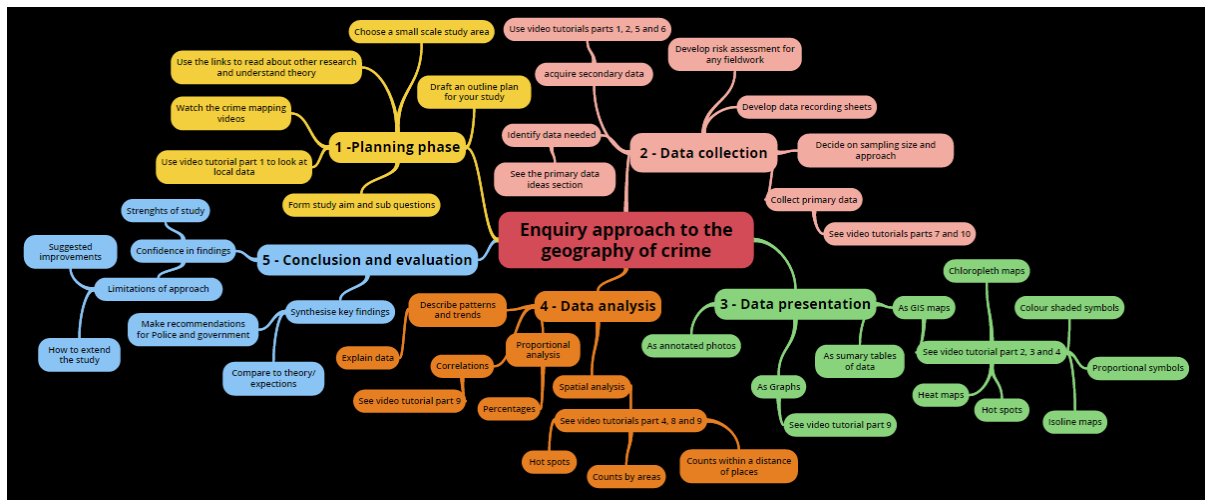 Enquiry approach to the
geography of crime
1 -Planning phase
Choose a small scale study area
Use the links to read about other research
and understand theory
Draft an outline plan
for your study
Watch the crime mapping
videos
Use video tutorial part 1 to look at
local data
Form study aim and sub questions
2 - Data collection
Use video tutorials parts 1, 2, 5 and 6
acquire secondary data
Develop risk assessment for
any fieldwork
Develop data recording sheets
Identify data needed
See the primary data
ideas section
Decide on sampling size and
approach
Collect primary data
See video tutorials parts 7 and 10
3 - Data presentation
As annotated photos
As Graphs
See video tutorial part 9
As sumary tables
of data
As GIS maps
See video tutorial part 2, 3 and 4
Chloropleth maps
Colour shaded symbols
Proportional symbols
Isoline maps
Hot spots
Heat maps
4 - Data analysis
Describe patterns
and trends
Explain data
Correlations
See video tutorial part 9
Proportional
analysis
Percentages
Spatial analysis
See video tutorials part 4, 8 and 9
Hot spots
Counts by areas
Counts within a distance
of places
5 - Conclusion and evaluation
Confidence in findings
Strenghts of study
Limitations of approach
Suggested
improvements
How to extend
the study
Synthesise key findings
Make recommendations
for Police and government
Compare to theory/
expections